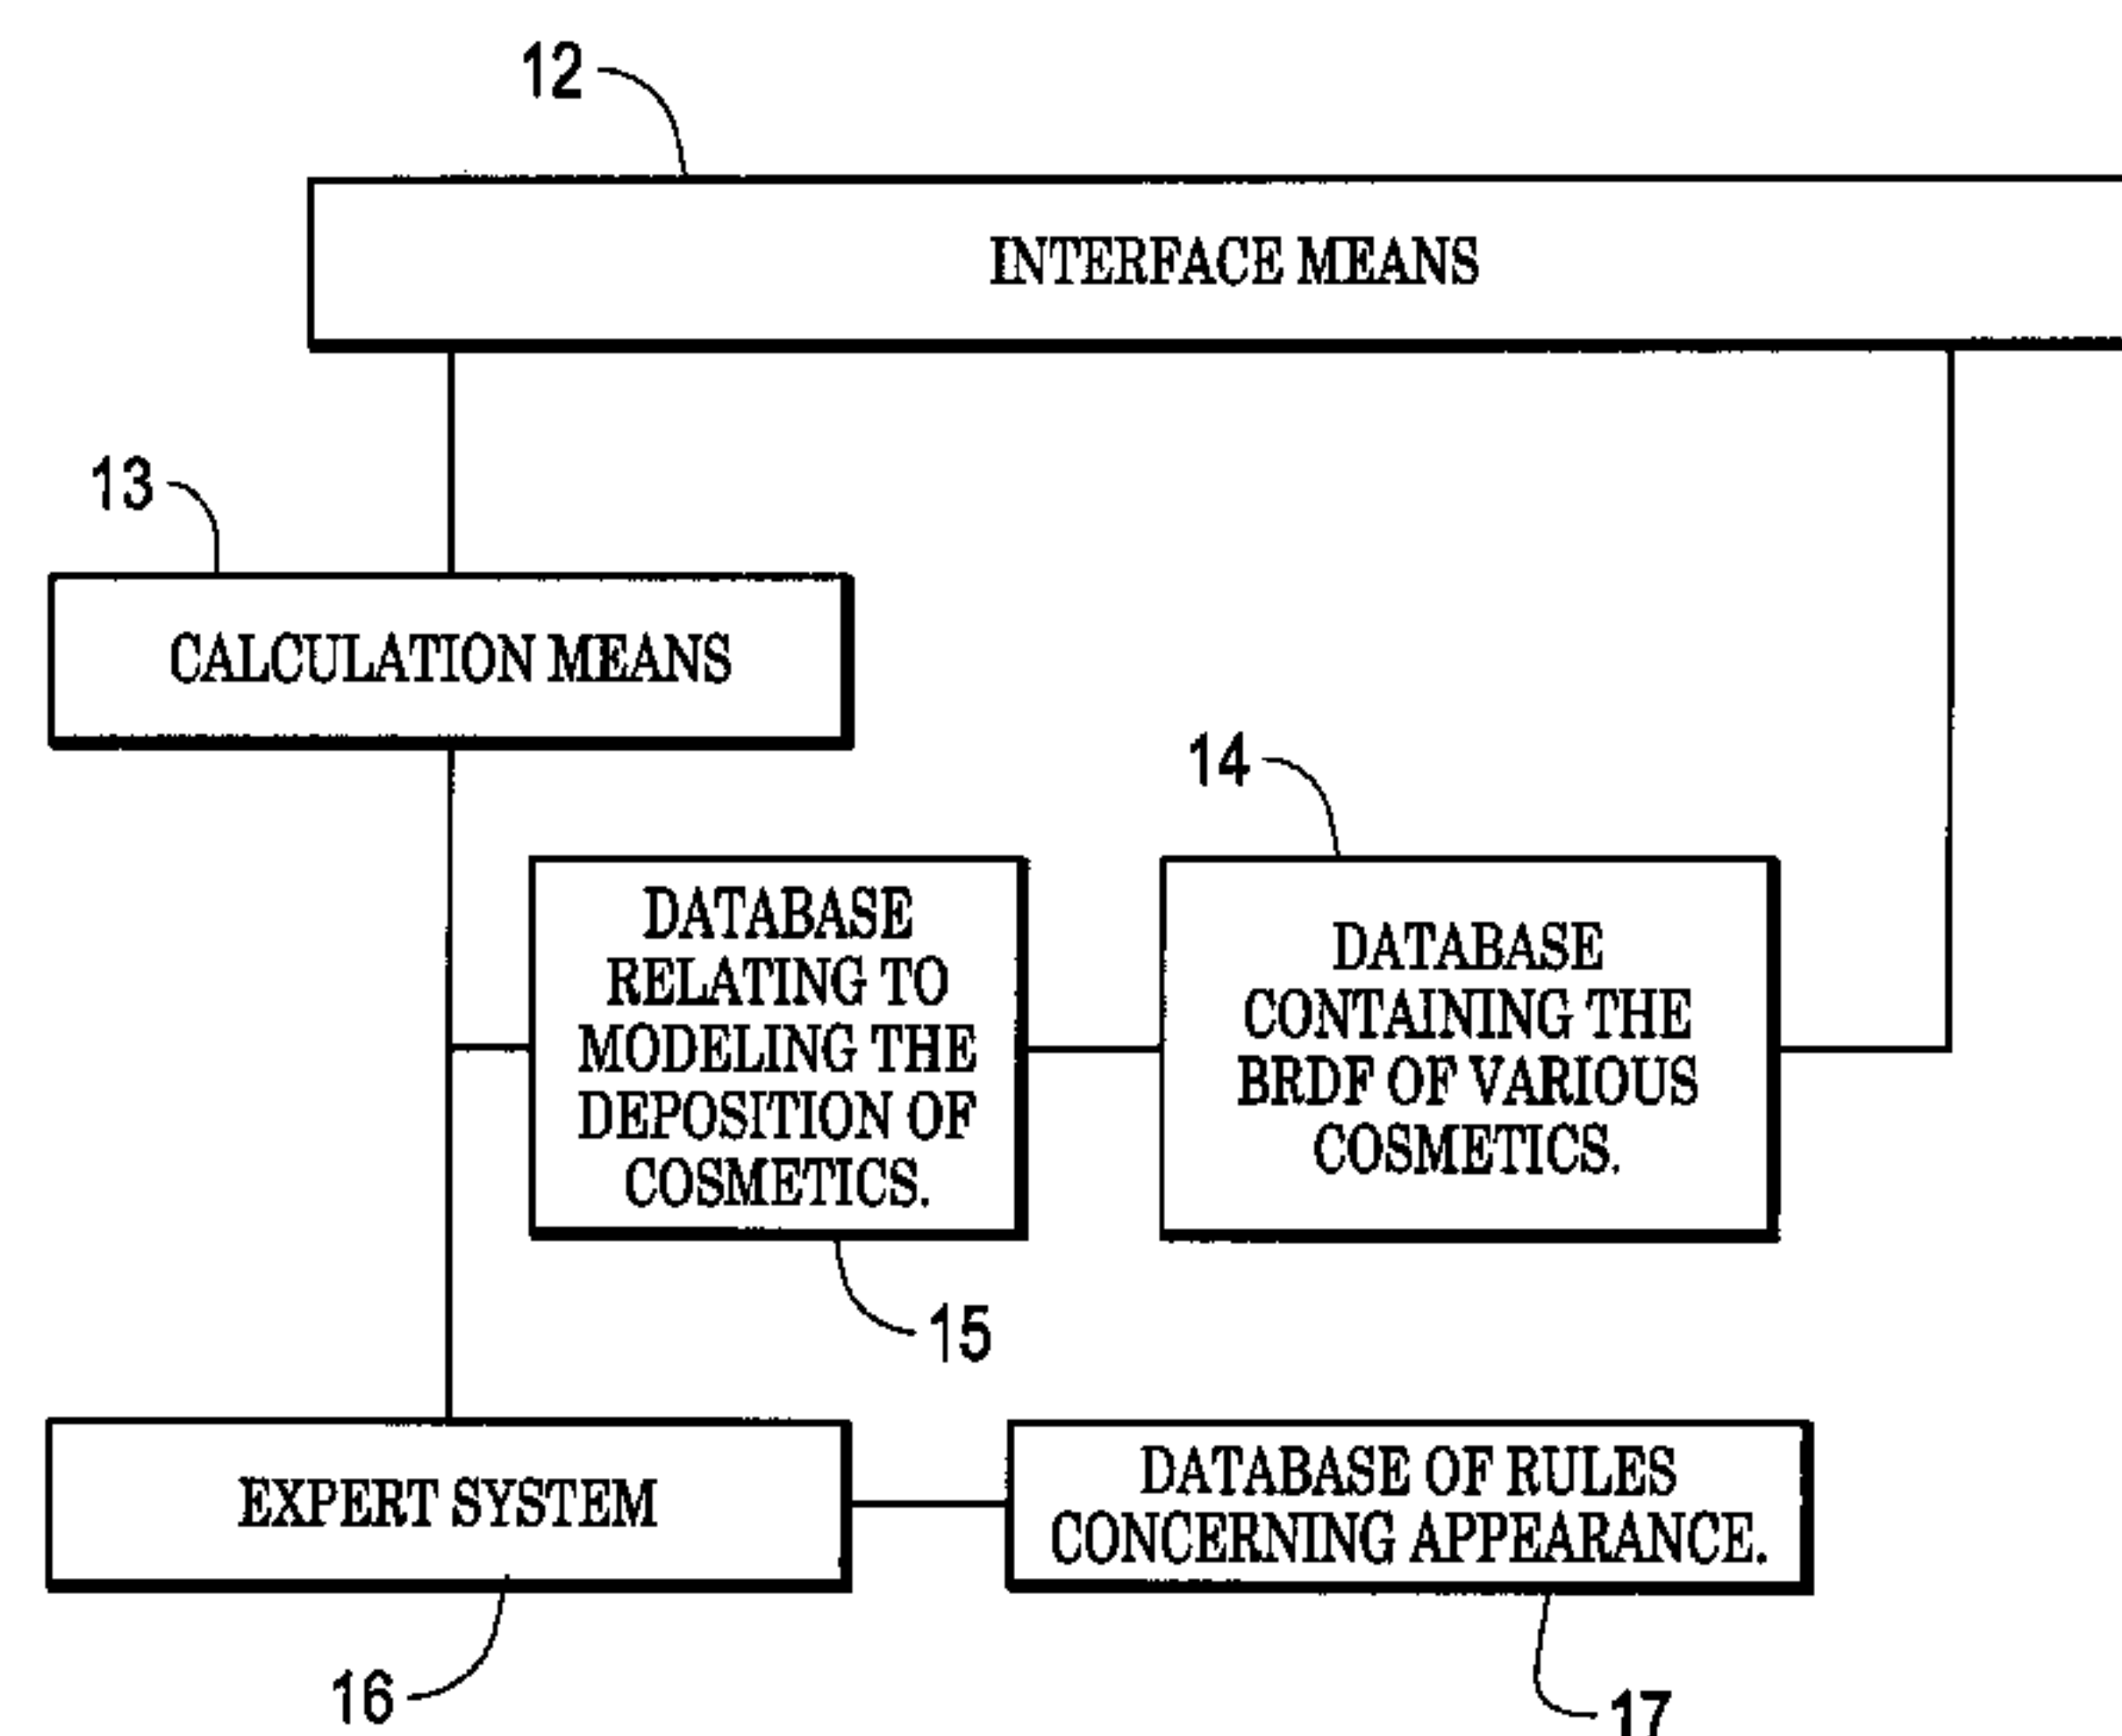 12
INTERFACE MEANS
13
CALCULATION MEANS
14
DATABASE
RELATING TO
MODELING THE
DEPOSITION OF
COSMETICS.
DATABASE
CONTAINING THE
BRDF OF VARIOUS
COSMETICS.
15
EXPERT SYSTEM
DATABASE OF RULES
CONCERNING APPEARANCE.
16
17